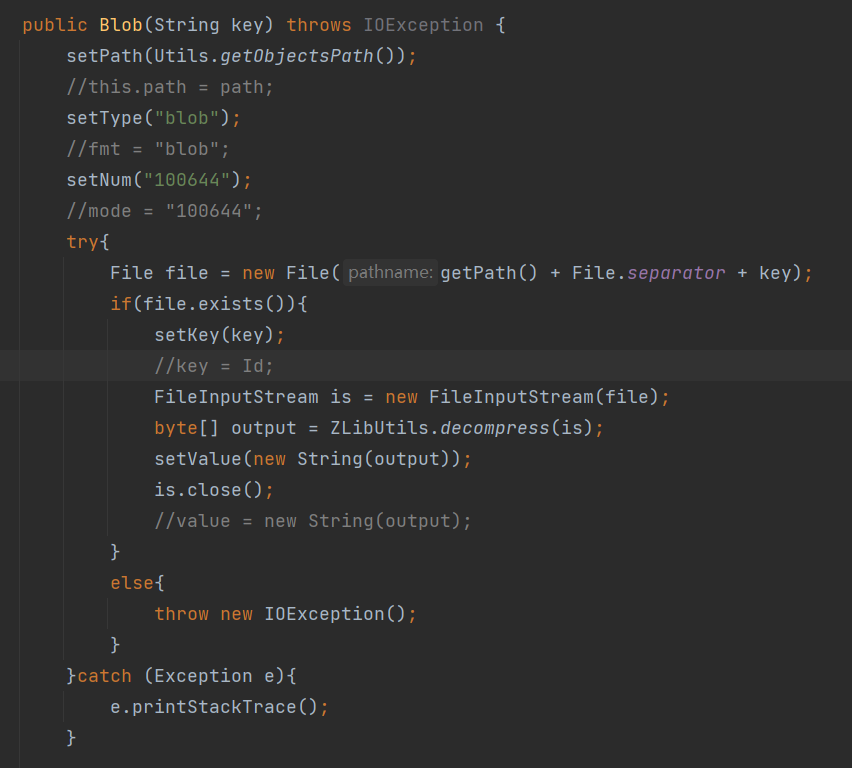 public Blob(String key) throws IOException {
setPath(Utils.getObjectsPath());
//this.path = path;
setType("blob");
//fmt = "blob";
setNum("100644");
//mode = "100644";
try{
File file = new File( pathname: getPath() + File.separator + key);
if(file.exists()){
setKey(key);
//key = Id;
FileInputStream is = new FileInputStream(file);
byte[] output = ZLibUtils.decompress(is);
setValue(new String(output));
is.close();
//value = new String(output);
}
else{
throw new IOException();
}
}catch (Exception e){
e.printStackTrace();
}